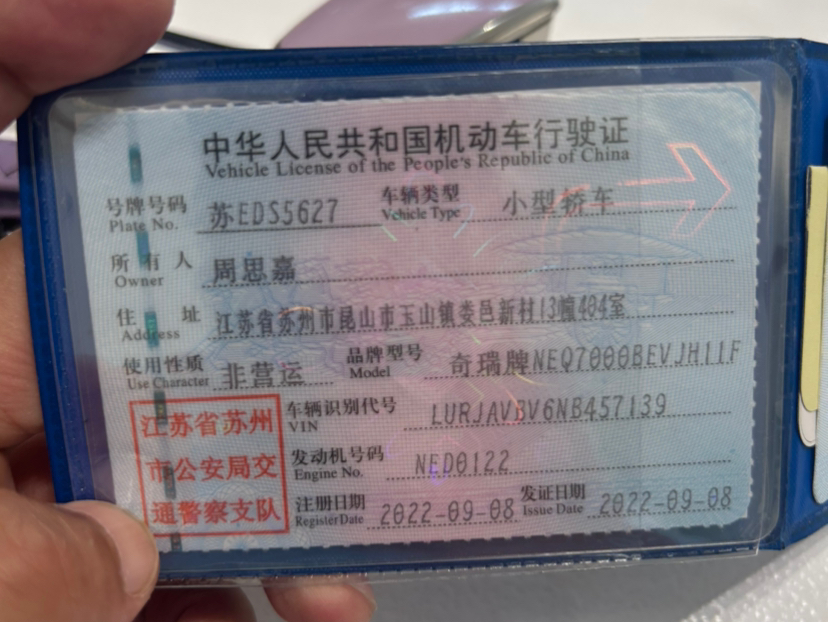 中华人民共和国机动车行驶证
Vehicle License of the People's Republic of China
号牌号码 苏EDS5627 车辆类型 小型轿车
Plate No. Vehicle Type
所有人 周思嘉
Owner
住址 江苏省苏州市昆山市玉山镇娄邑新村13幢404室
Address
使用性质 非营运 品牌型号 奇瑞牌NEQ7000BEVJH11F
Use Character Model
江苏省苏州
市公安局交
通警察支队
车辆识别代号 LURJAVBV6NB457139
VIN
发动机号码 NED0122
Engine No.
注册日期 2022-09-08 发证日期 2022-09-08
Register Date Issue Date